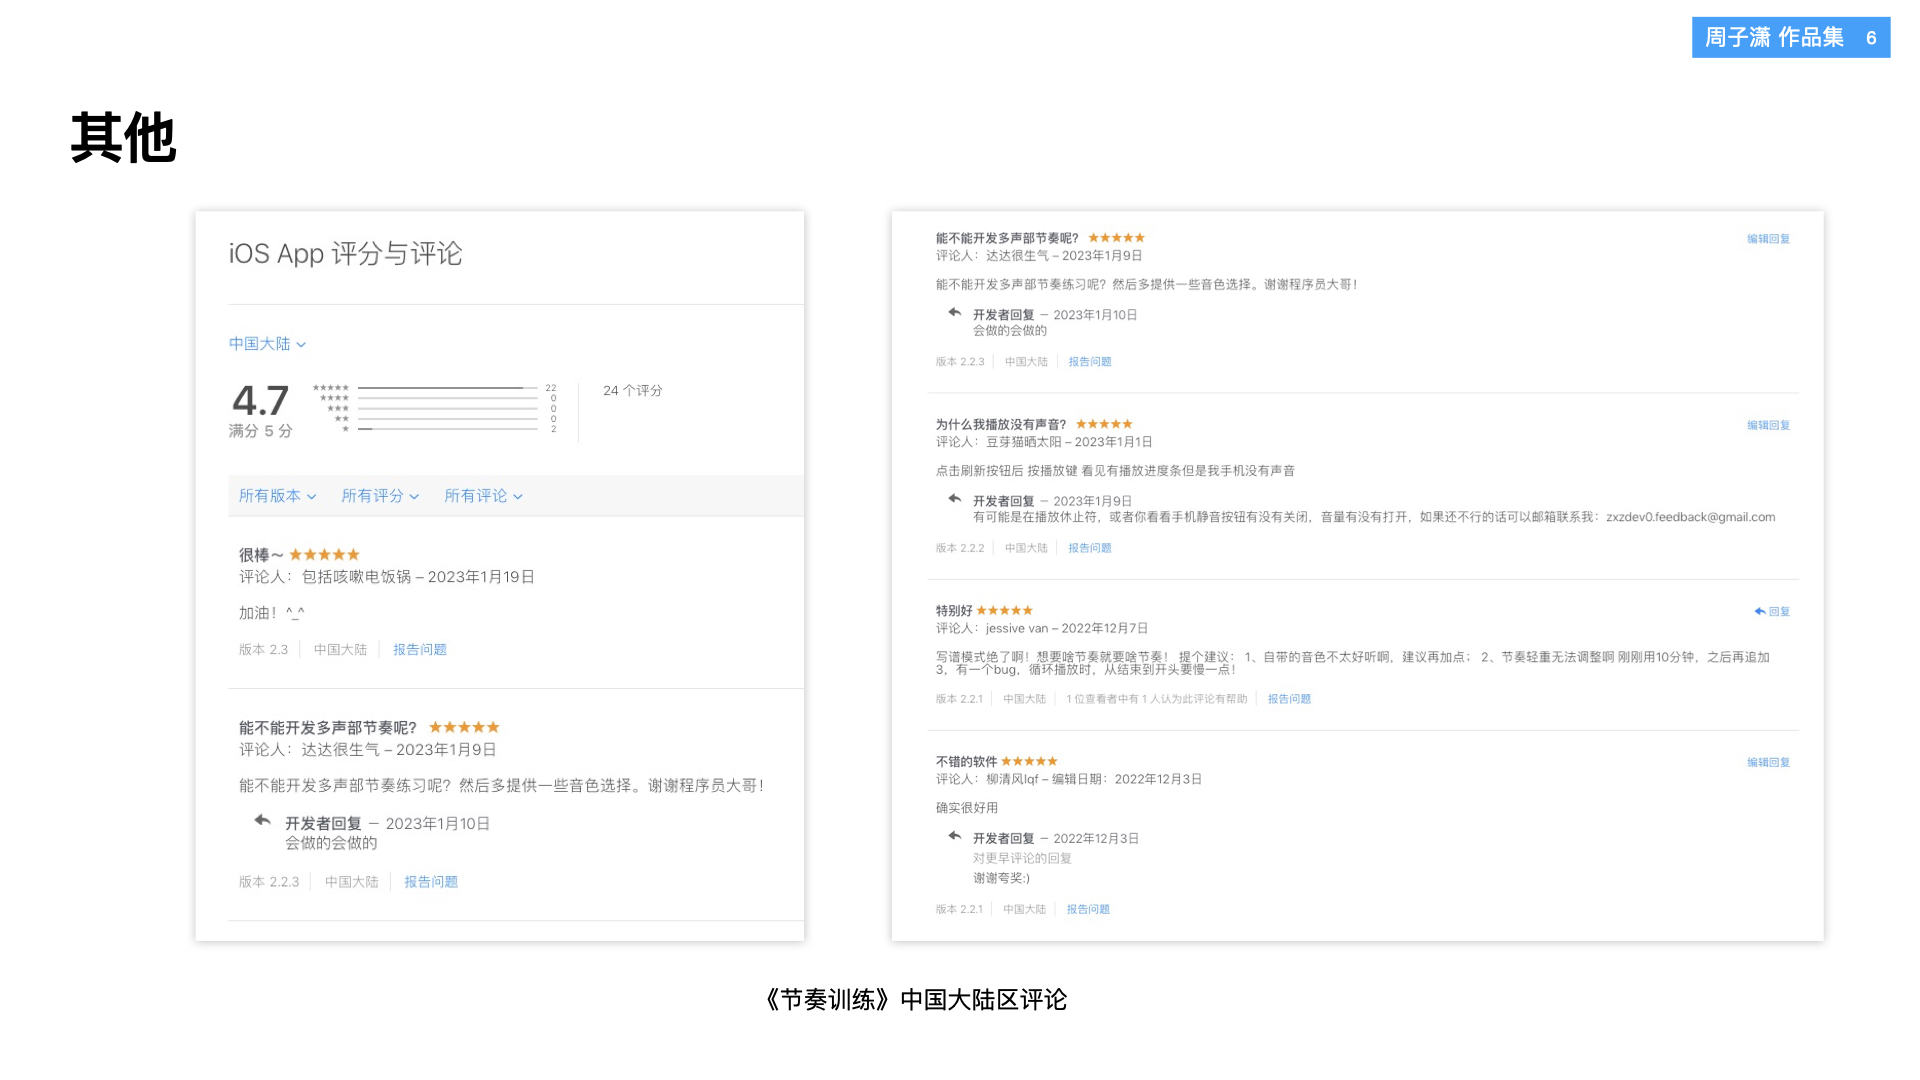 周子潇 作品集 6
其他
iOS App 评分与评论
中国大陆
4.7
满分 5 分
★★★★★ 22
★★★★ 0
★★★ 0
★★ 0
★ 2
24 个评分
所有版本 所有评分 所有评论
很棒～ ★★★★★
评论人：包括咳嗽电饭锅 – 2023年1月19日
加油！^_^
版本 2.3 中国大陆 报告问题
能不能开发多声部节奏呢？ ★★★★★
评论人：达达很生气 – 2023年1月9日
能不能开发多声部节奏练习呢？然后多提供一些音色选择。谢谢程序员大哥！
开发者回复 – 2023年1月10日
会做的会做的
版本 2.2.3 中国大陆 报告问题
能不能开发多声部节奏呢？ ★★★★★ 编辑回复
评论人：达达很生气 – 2023年1月9日
能不能开发多声部节奏练习呢？然后多提供一些音色选择。谢谢程序员大哥！
开发者回复 – 2023年1月10日
会做的会做的
版本 2.2.3 中国大陆 报告问题
为什么我播放没有声音？ ★★★★★ 编辑回复
评论人：豆芽猫晒太阳 – 2023年1月1日
点击刷新按钮后 按播放键 看见有播放进度条但是我手机没有声音
开发者回复 – 2023年1月9日
有可能是在播放休止符，或者你看看手机静音按钮有没有关闭，音量有没有打开，如果还不行的话可以邮箱联系我：zxzdev0.feedback@gmail.com
版本 2.2.2 中国大陆 报告问题
特别好 ★★★★★ 回复
评论人：jessive van – 2022年12月7日
写谱模式绝了啊！想要啥节奏就要啥节奏！ 提个建议： 1、自带的音色不太好听啊，建议再加点； 2、节奏轻重无法调整啊 刚刚用10分钟，之后再追加
3，有一个bug，循环播放时，从结束到开头要慢一点！
版本 2.2.1 中国大陆 1 位查看者中有 1 人认为此评论有帮助 报告问题
不错的软件 ★★★★★ 编辑回复
评论人：柳清风lqf – 编辑日期：2022年12月3日
确实很好用
开发者回复 – 2022年12月3日
对更早评论的回复
谢谢夸奖:)
版本 2.2.1 中国大陆 报告问题
《节奏训练》中国大陆区评论